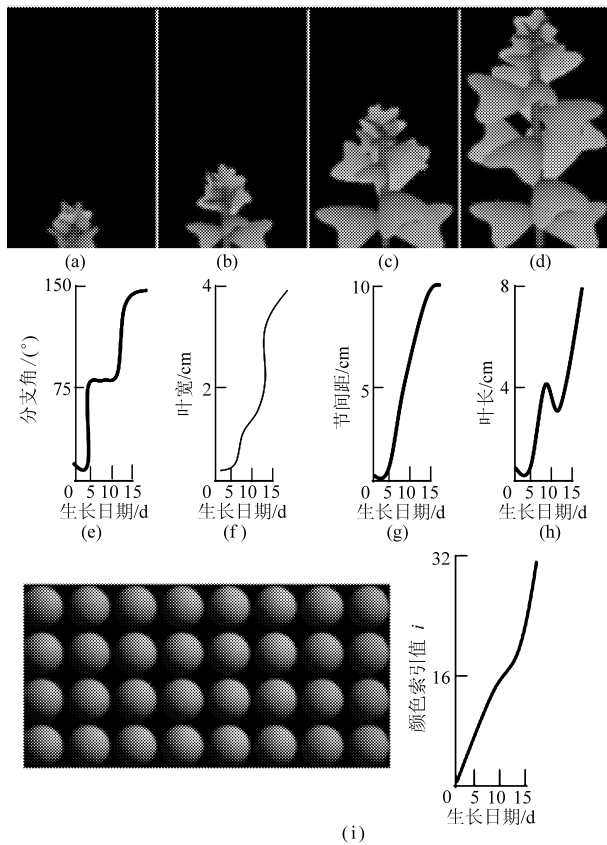 (a) (b) (c) (d)
150
75
0 5 10 15
分支角/(°)
生长日期/d
(e)
4
2
0 5 10 15
叶宽/cm
生长日期/d
(f)
10
5
0 5 10 15
节间距/cm
生长日期/d
(g)
8
4
0 5 10 15
叶长/cm
生长日期/d
(h)
32
16
0 5 10 15
颜色索引值 i
生长日期/d
(i)